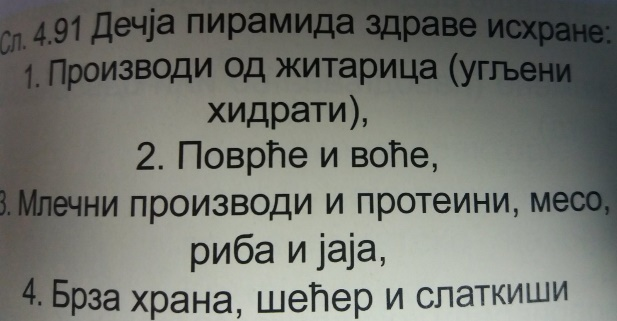 Сл. 4.91 Дечја пирамида здраве исхране:
1. Производи од житарица (угљени
хидрати),
2. Поврће и воће,
3. Млечни производи и протеини, месо,
риба и јаја,
4. Брза храна, шећер и слаткиши